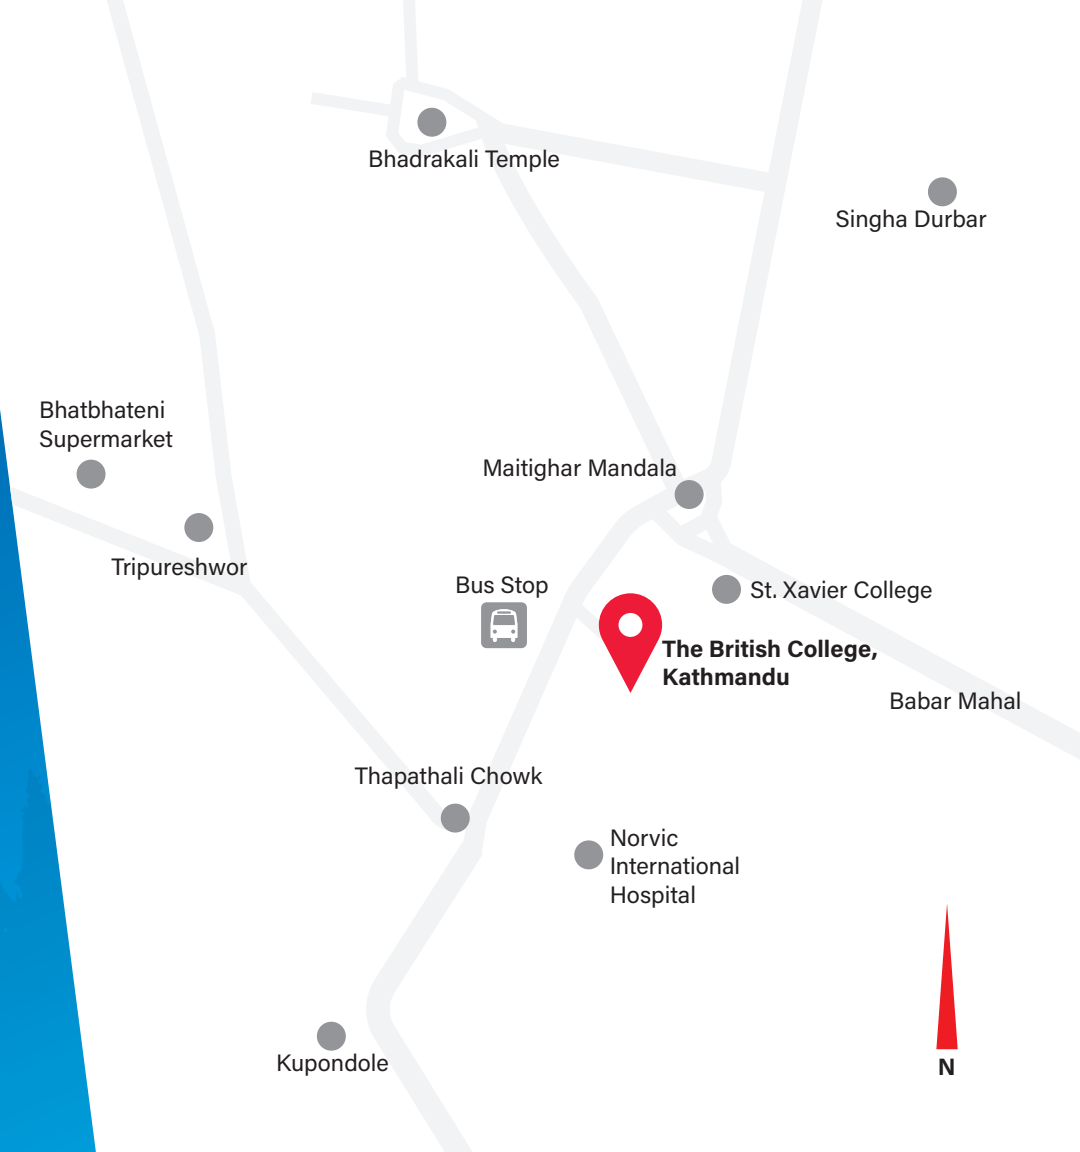 Bhadrakali Temple
Singha Durbar
Bhatbhateni
Supermarket
Maitighar Mandala
Tripureshwor
Bus Stop
St. Xavier College
The British College,
Kathmandu
Babar Mahal
Thapathali Chowk
Norvic
International
Hospital
Kupondole
N